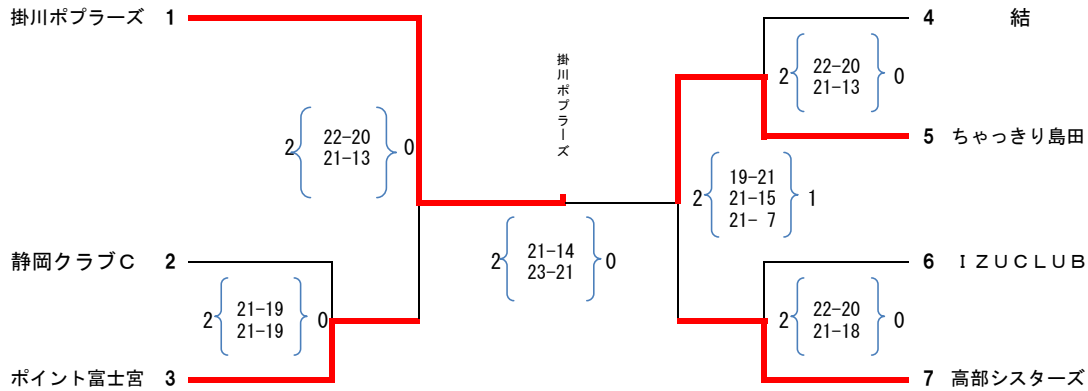 掛川ポプラーズ 1
2 22-20 0
21-13
静岡クラブC 2
2 21-19 0
21-19
ポイント富士宮 3
掛川ポプラーズ
2 21-14 0
23-21
4 結
2 22-20 0
21-13
5 ちゃっきり島田
2 19-21 1
21-15
21- 7
6 IZUCLUB
2 22-20 0
21-18
7 高部シスターズ